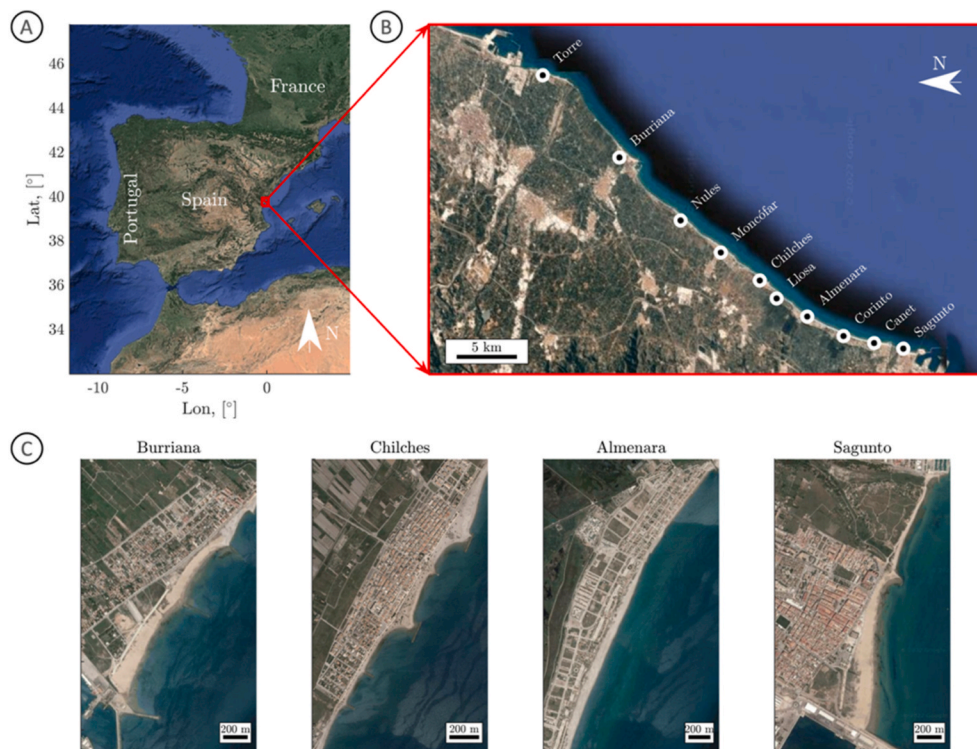 A
46
44
42
40
38
36
34
Lat, [°]
France
Portugal
Spain
N
-10
-5
0
Lon, [°]
B
N
Torre
Burriana
Nules
Moncófar
Chilches
Llosa
Almenara
Corinto
Canet
Sagunto
5 km
C
Burriana
Chilches
Almenara
Sagunto
200 m
200 m
200 m
200 m